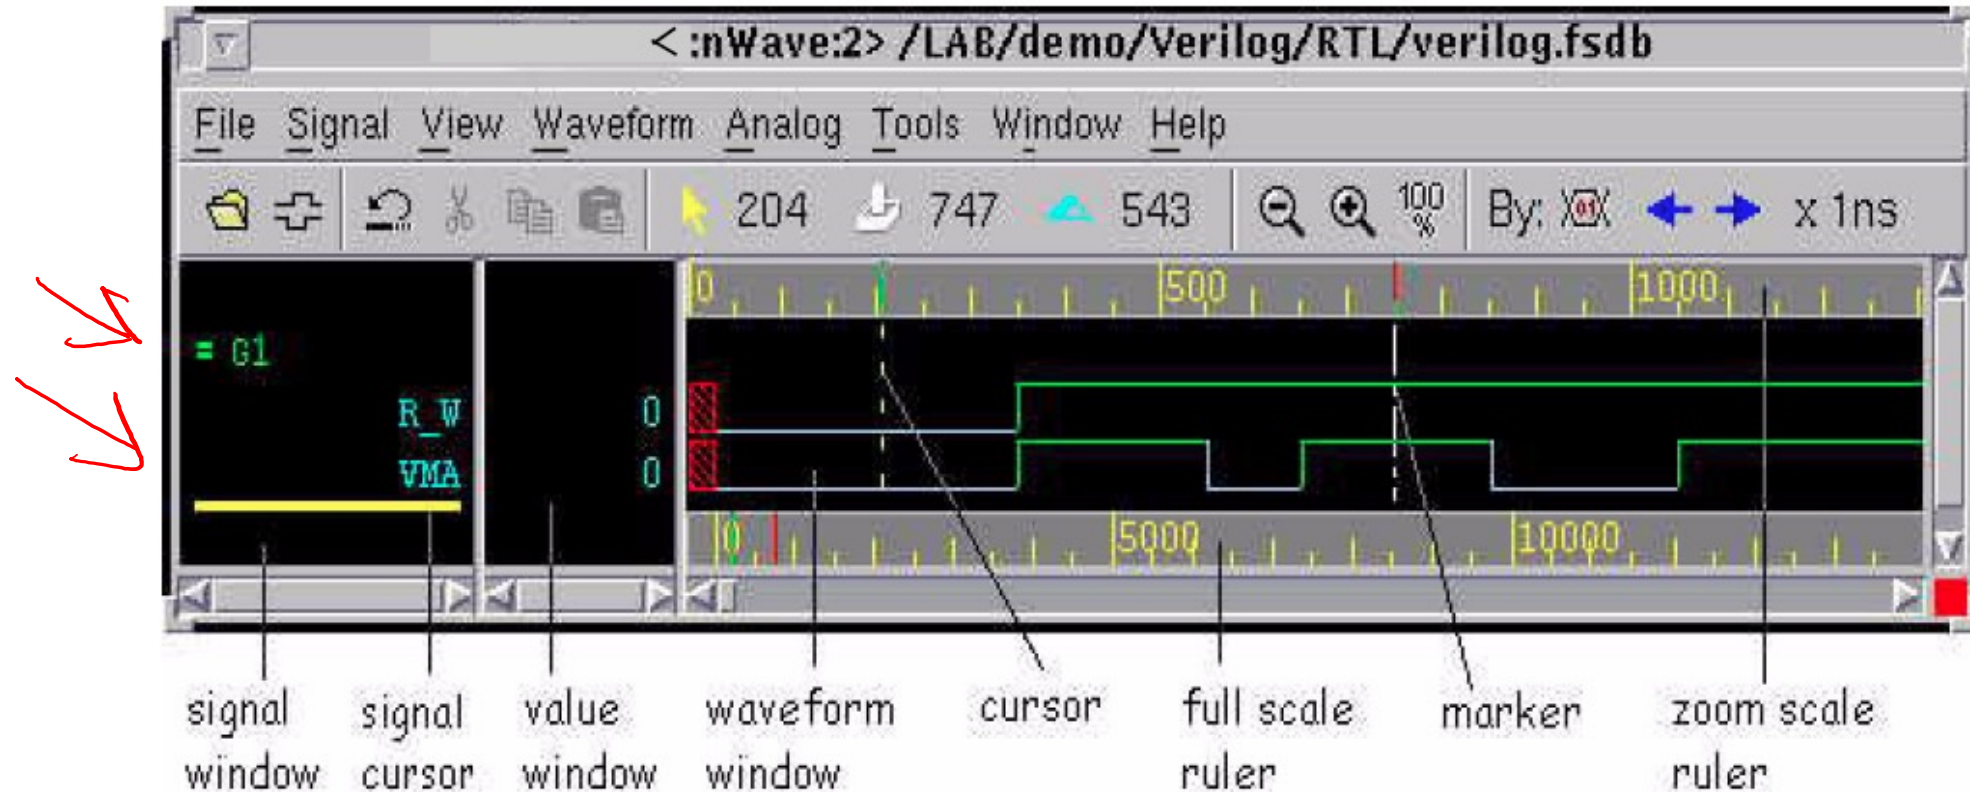 < :nWave:2> /LAB/demo/Verilog/RTL/verilog.fsdb
File Signal View Waveform Analog Tools Window Help
204 747 543 100 % By: 01 x 1ns
0 500 1000
= G1
R_W 0
VMA 0
0 5000 10000
signal window
signal cursor
value window
waveform window
cursor
full scale ruler
marker
zoom scale ruler